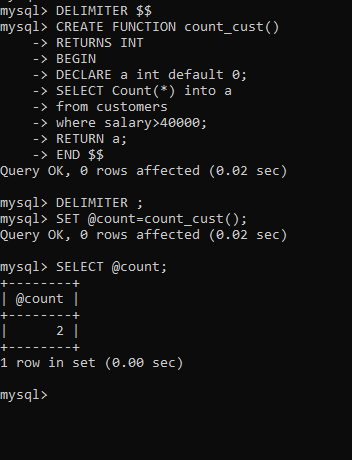 mysql> DELIMITER $$
mysql> CREATE FUNCTION count_cust()
    -> RETURNS INT
    -> BEGIN
    -> DECLARE a int default 0;
    -> SELECT Count(*) into a
    -> from customers
    -> where salary>40000;
    -> RETURN a;
    -> END $$
Query OK, 0 rows affected (0.02 sec)

mysql> DELIMITER ;
mysql> SET @count=count_cust();
Query OK, 0 rows affected (0.02 sec)

mysql> SELECT @count;
+--------+
| @count |
+--------+
|      2 |
+--------+
1 row in set (0.00 sec)

mysql>